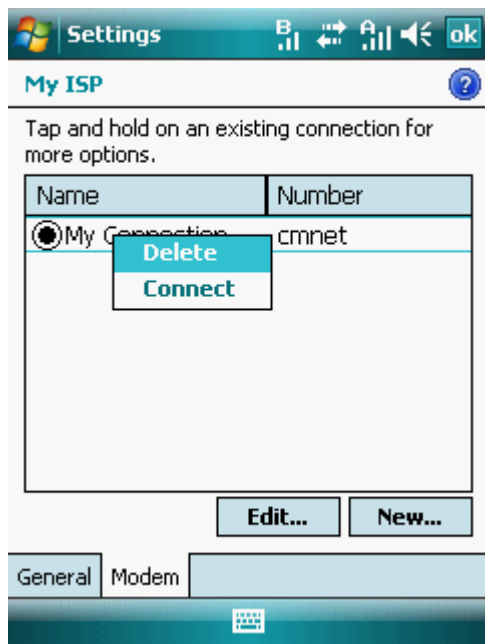 Settings
B
A
ok
My ISP
?
Tap and hold on an existing connection for
more options.
Name Number
My Connection cmnet
Delete
Connect
Edit... New...
General Modem